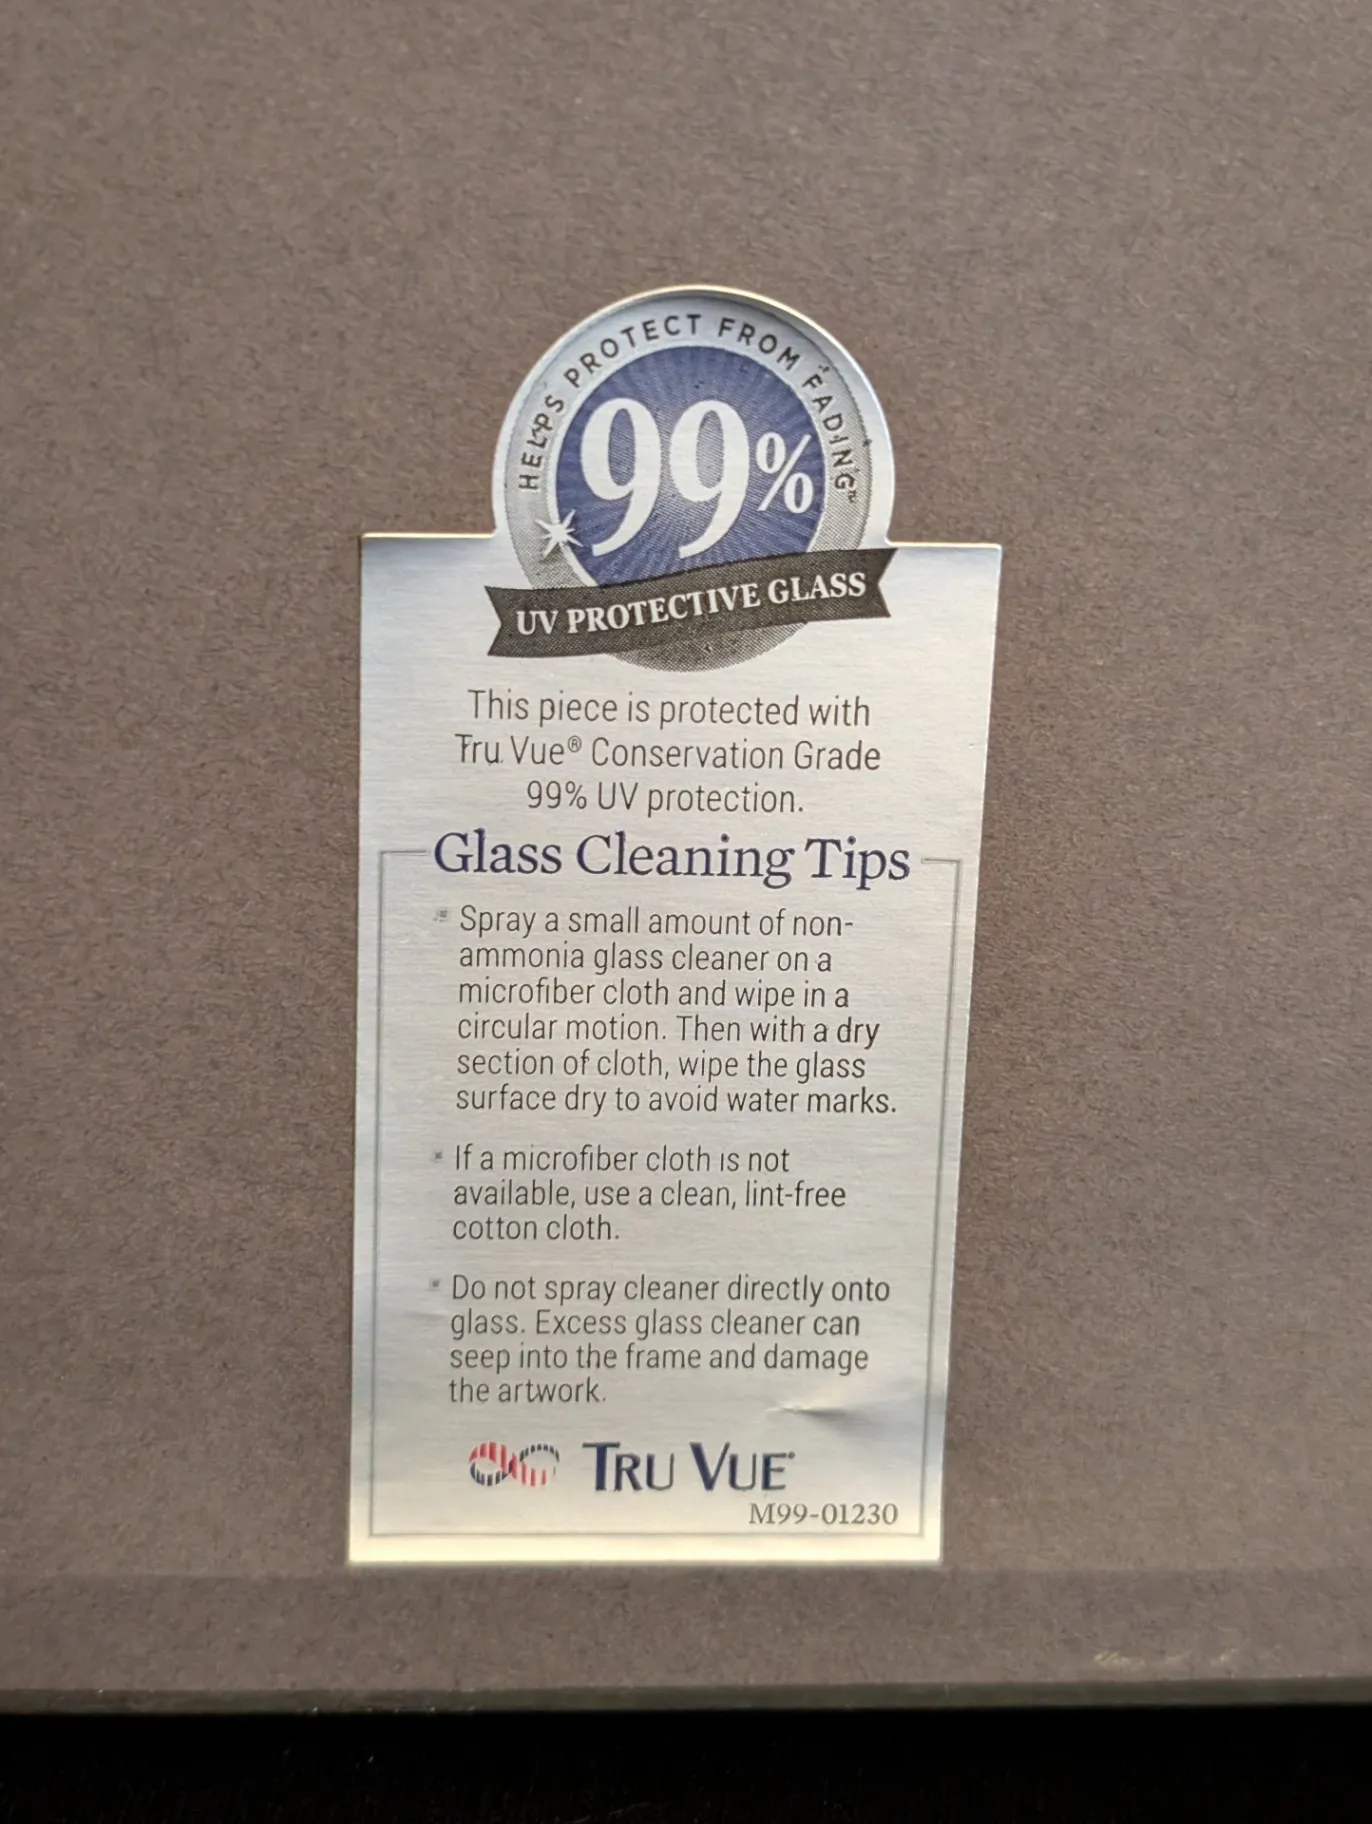 HELPS PROTECT FROM FADING™
99%
UV PROTECTIVE GLASS
This piece is protected with
Tru Vue® Conservation Grade
99% UV protection.
Glass Cleaning Tips
▪ Spray a small amount of non-
ammonia glass cleaner on a
microfiber cloth and wipe in a
circular motion. Then with a dry
section of cloth, wipe the glass
surface dry to avoid water marks.
▪ If a microfiber cloth is not
available, use a clean, lint-free
cotton cloth.
▪ Do not spray cleaner directly onto
glass. Excess glass cleaner can
seep into the frame and damage
the artwork.
TRU VUE®
M99-01230